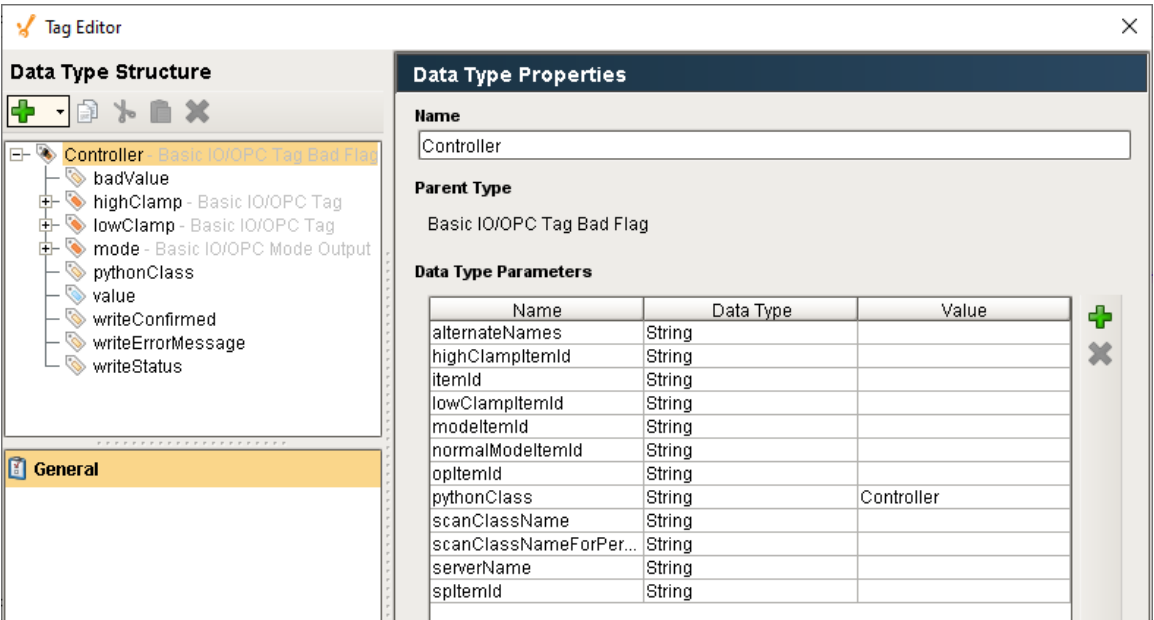 Tag Editor
Data Type Structure
Controller - Basic IO/OPC Tag Bad Flag
badValue
highClamp - Basic IO/OPC Tag
lowClamp - Basic IO/OPC Tag
mode - Basic IO/OPC Mode Output
pythonClass
value
writeConfirmed
writeErrorMessage
writeStatus
General
Data Type Properties
Name
Controller
Parent Type
Basic IO/OPC Tag Bad Flag
Data Type Parameters
Name Data Type Value
alternateNames String
highClampItemId String
itemId String
lowClampItemId String
modeItemId String
normalModeItemId String
opItemId String
pythonClass String Controller
scanClassName String
scanClassNameForPer... String
serverName String
spItemId String